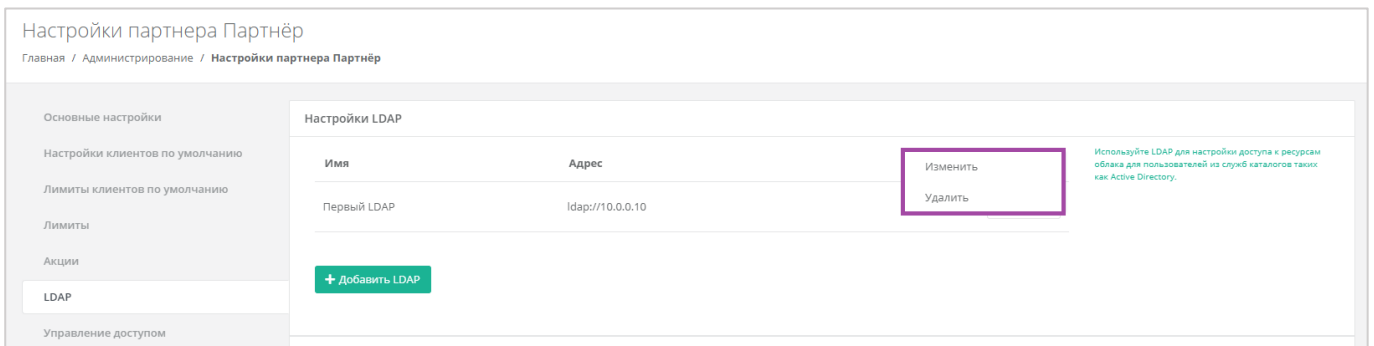 Настройки партнера Партнёр
Главная / Администрирование / Настройки партнера Партнёр
Основные настройки
Настройки клиентов по умолчанию
Лимиты клиентов по умолчанию
Лимиты
Акции
LDAP
Управление доступом
Настройки LDAP
Имя Адрес
Первый LDAP ldap://10.0.0.10
Изменить
Удалить
+ Добавить LDAP
Используйте LDAP для настройки доступа к ресурсам
облака для пользователей из служб каталогов таких
как Active Directory.